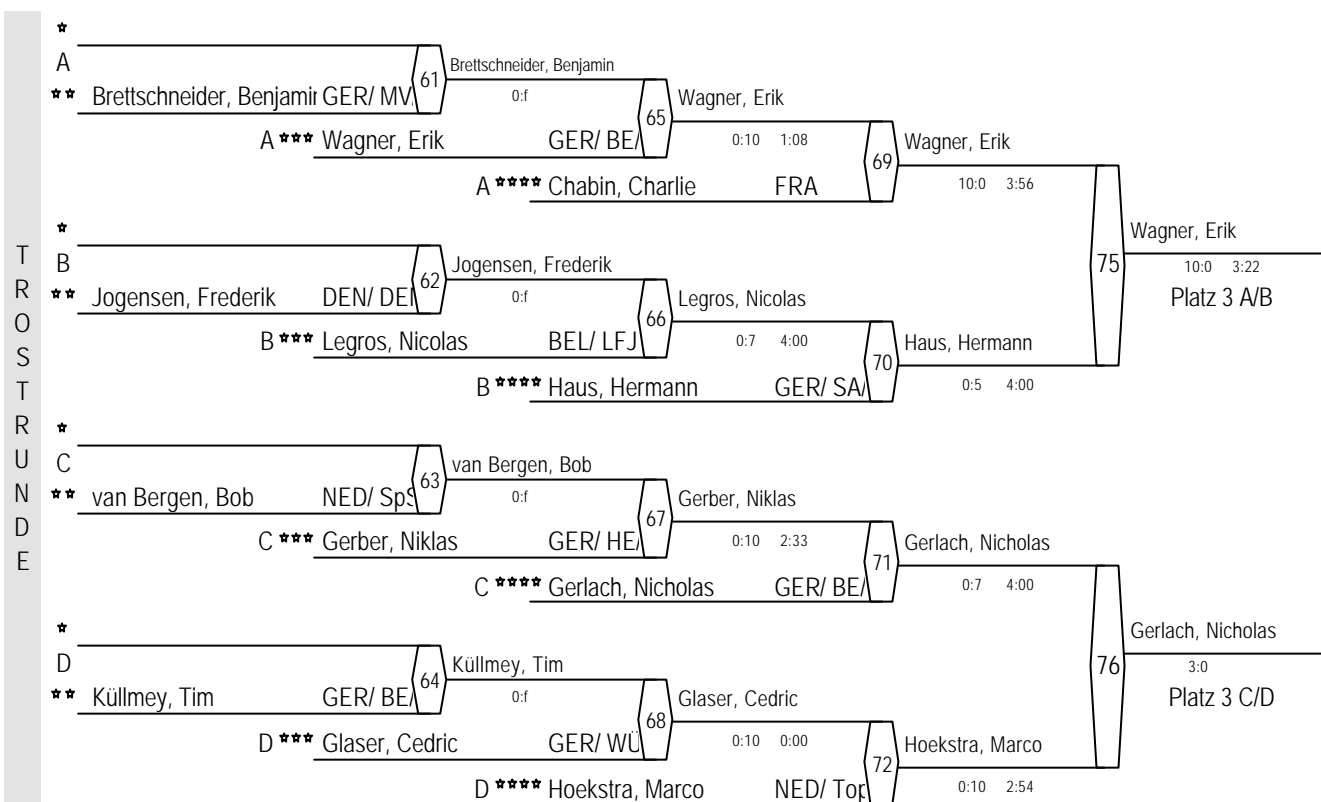 TROSTRUNDE
*
A
** Brettschneider, Benjamin GER/ MV/
61
Brettschneider, Benjamin
0:f
A *** Wagner, Erik GER/ BE/
65
Wagner, Erik
0:10 1:08
A **** Chabin, Charlie FRA
69
Wagner, Erik
10:0 3:56
*
B
** Jogensen, Frederik DEN/ DEN
62
Jogensen, Frederik
0:f
B *** Legros, Nicolas BEL/ LFJ
66
Legros, Nicolas
0:7 4:00
B **** Haus, Hermann GER/ SA/
70
Haus, Hermann
0:5 4:00
75
Wagner, Erik
10:0 3:22
Platz 3 A/B
*
C
** van Bergen, Bob NED/ SpS
63
van Bergen, Bob
0:f
C *** Gerber, Niklas GER/ HE/
67
Gerber, Niklas
0:10 2:33
C **** Gerlach, Nicholas GER/ BE/
71
Gerlach, Nicholas
0:7 4:00
*
D
** Küllmey, Tim GER/ BE/
64
Küllmey, Tim
0:f
D *** Glaser, Cedric GER/ WÜ
68
Glaser, Cedric
0:10 0:00
D **** Hoekstra, Marco NED/ Top
72
Hoekstra, Marco
0:10 2:54
76
Gerlach, Nicholas
3:0
Platz 3 C/D